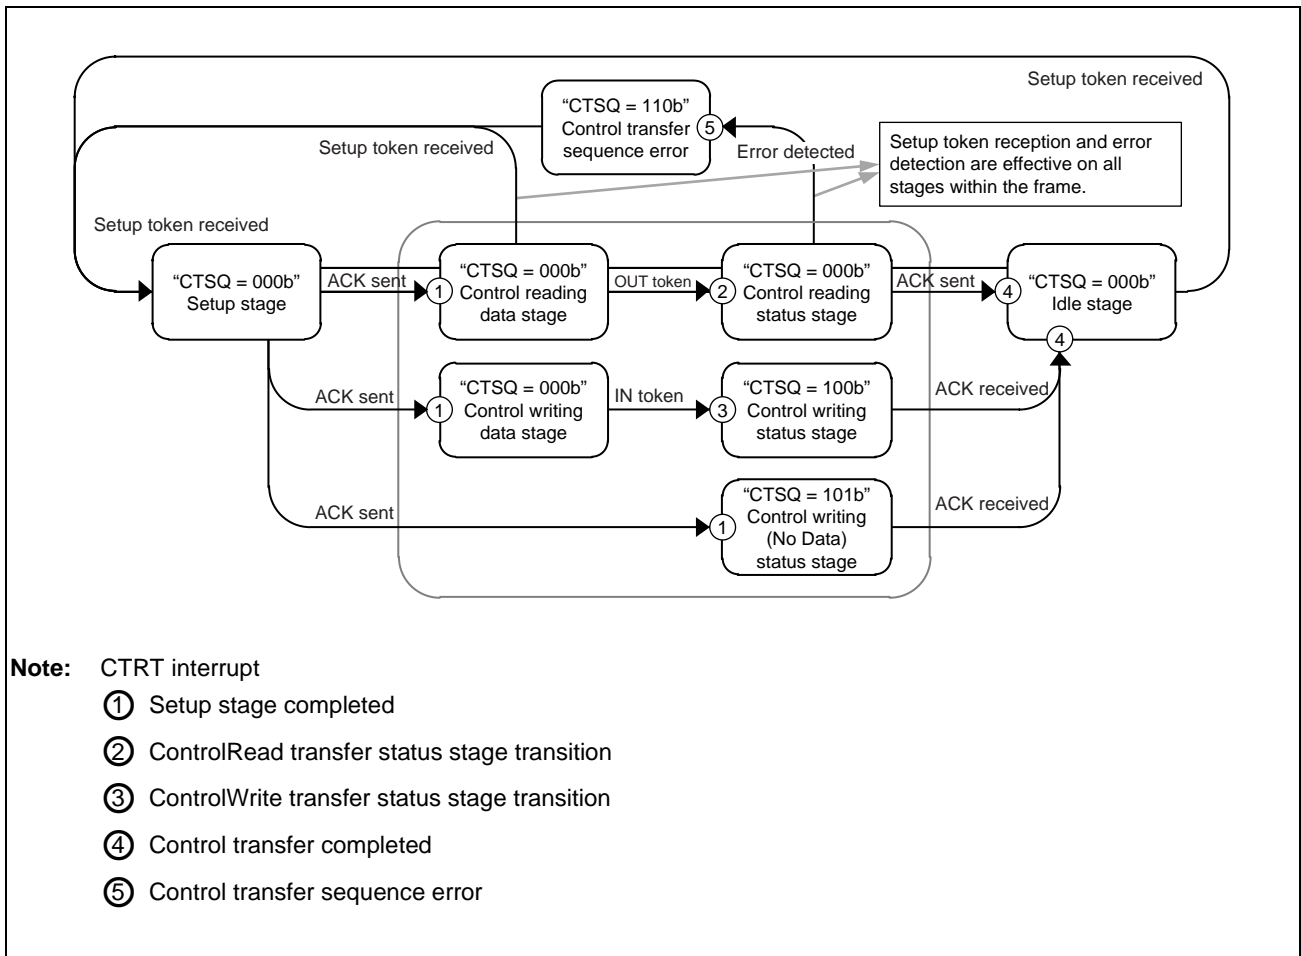 Setup token received
“CTSQ = 110b”
Control transfer
sequence error
5
Setup token received
Error detected
Setup token reception and error
detection are effective on all
stages within the frame.
Setup token received
“CTSQ = 000b”
Setup stage
ACK sent
1
“CTSQ = 000b”
Control reading
data stage
OUT token
2
“CTSQ = 000b”
Control reading
status stage
ACK sent
4
“CTSQ = 000b”
Idle stage
4
ACK sent
1
“CTSQ = 000b”
Control writing
data stage
IN token
3
“CTSQ = 100b”
Control writing
status stage
ACK received
ACK sent
1
“CTSQ = 101b”
Control writing
(No Data)
status stage
ACK received
Note: CTRT interrupt
1 Setup stage completed
2 ControlRead transfer status stage transition
3 ControlWrite transfer status stage transition
4 Control transfer completed
5 Control transfer sequence error